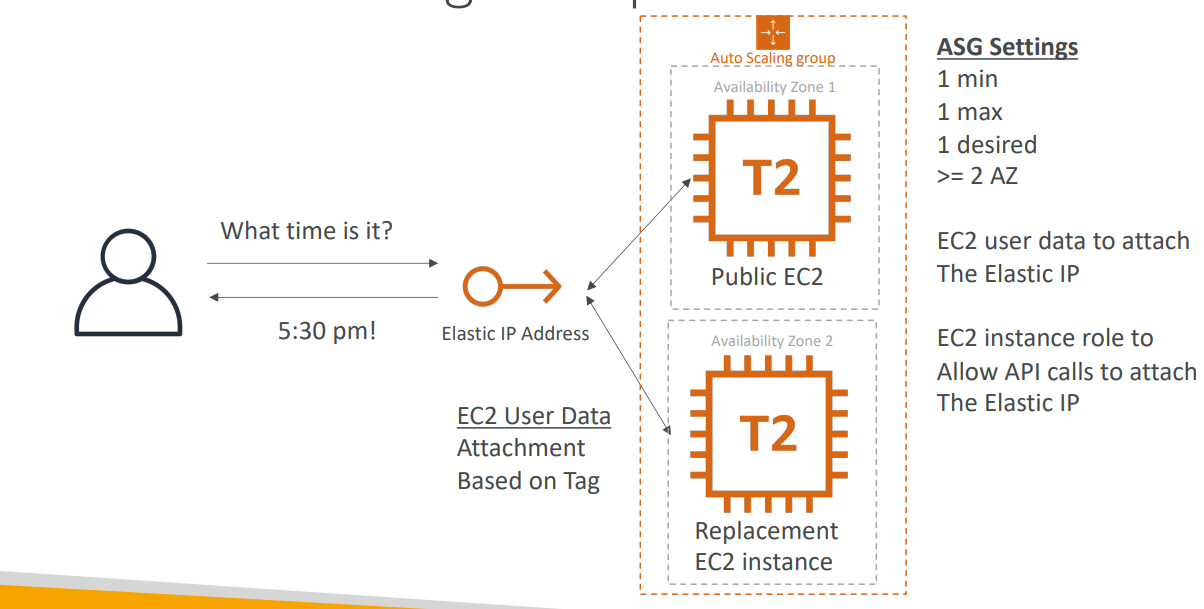 Auto Scaling group
Availability Zone 1
T2
Public EC2
Availability Zone 2
T2
Replacement
EC2 instance
What time is it?
5:30 pm!
Elastic IP Address
EC2 User Data
Attachment
Based on Tag
ASG Settings
1 min
1 max
1 desired
>= 2 AZ
EC2 user data to attach
The Elastic IP
EC2 instance role to
Allow API calls to attach
The Elastic IP